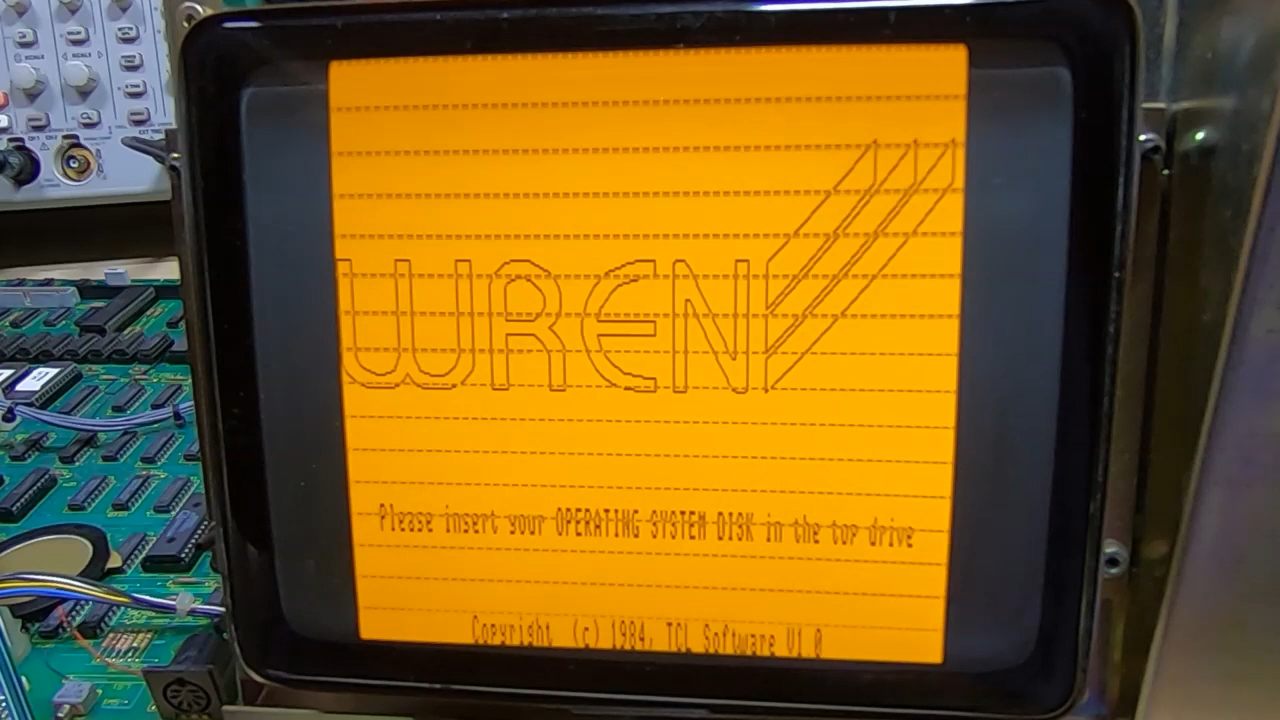 WREN
Please insert your OPERATING SYSTEM DISK in the top drive
Copyright (c) 1984, TCL Software V1.0